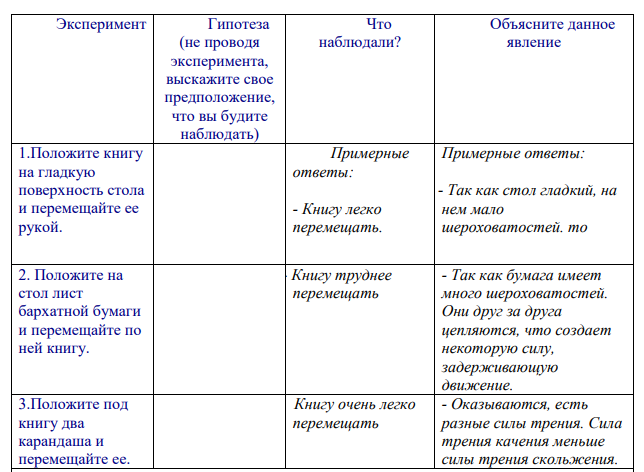 Эксперимент
Гипотеза
(не проводя
эксперимента,
выскажите свое
предположение,
что вы будите
наблюдать)
Что
наблюдали?
Объясните данное
явление
1.Положите книгу
на гладкую
поверхность стола
и перемещайте ее
рукой.
Примерные
ответы:
- Книгу легко
перемещать.
Примерные ответы:
- Так как стол гладкий, на
нем мало
шероховатостей. то
2. Положите на
стол лист
бархатной бумаги
и перемещайте по
ней книгу.
- Книгу труднее
перемещать
- Так как бумага имеет
много шероховатостей.
Они друг за друга
цепляются, что создает
некоторую силу,
задерживающую
движение.
3.Положите под
книгу два
карандаша и
перемещайте ее.
Книгу очень легко
перемещать
- Оказываются, есть
разные силы трения. Сила
трения качения меньше
силы трения скольжения.